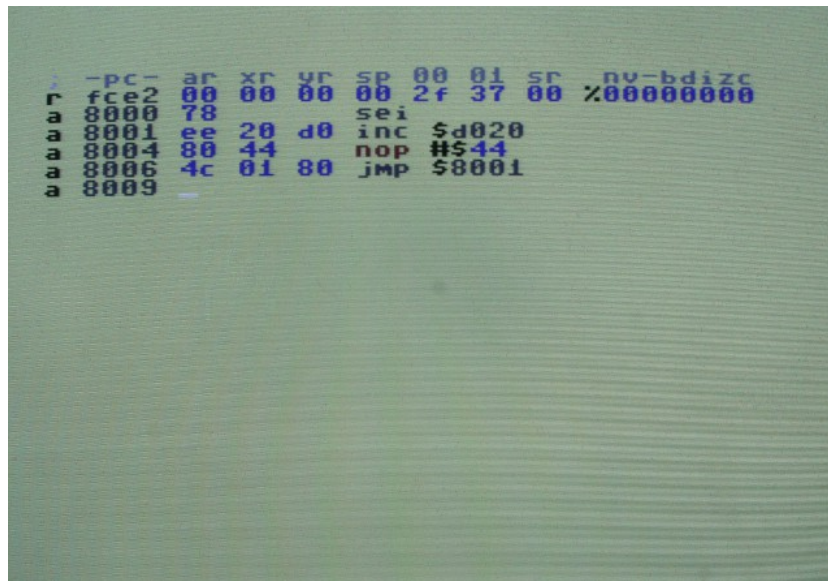 ; -pc- ar xr yr sp 00 01 sr nv-bdizc
r fce2 00 00 00 00 2f 37 00 %00000000
a 8000 78 sei
a 8001 ee 20 d0 inc $d020
a 8004 80 44 nop #$44
a 8006 4c 01 80 jmp $8001
a 8009